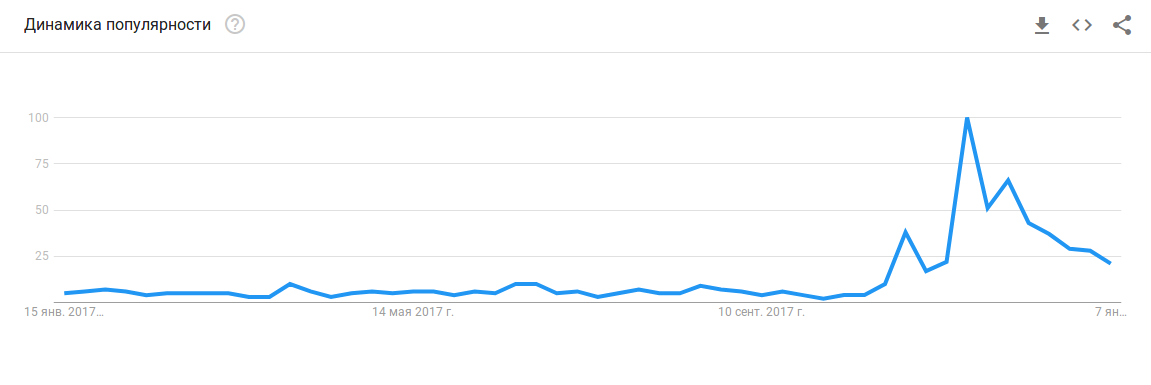 Динамика популярности ?
100
75
50
25
15 янв. 2017…
14 мая 2017 г.
10 сент. 2017 г.
7 ян…